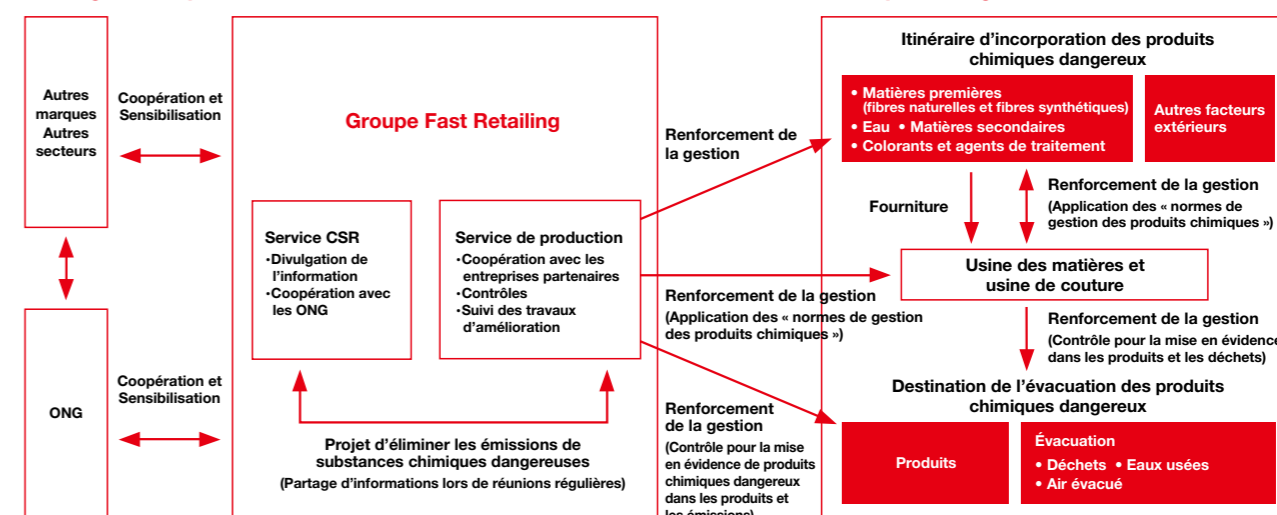 Autres
marques
Autres
secteurs
Coopération et
Sensibilisation
ONG
Coopération et
Sensibilisation
Groupe Fast Retailing
Service CSR
·Divulgation de
l’information
·Coopération avec
les ONG
Service de production
·Coopération avec les
entreprises partenaires
·Contrôles
·Suivi des travaux
d’amélioration
Projet d’éliminer les émissions de
substances chimiques dangereuses
(Partage d’informations lors de réunions régulières)
Renforcement de
la gestion
Renforcement de la gestion
(Application des « normes de gestion
des produits chimiques »)
Renforcement
de la gestion
(Contrôle pour la mise
en évidence de produits
chimiques dangereux
dans les produits et
les émissions)
Itinéraire d’incorporation des produits
chimiques dangereux
• Matières premières
(fibres naturelles et fibres synthétiques)
• Eau • Matières secondaires
• Colorants et agents de traitement
Autres facteurs
extérieurs
Fourniture
Renforcement de la gestion
(Application des « normes de
gestion des produits chimiques »)
Usine des matières et
usine de couture
Renforcement de la gestion
(Contrôle pour la mise en évidence
dans les produits et les déchets)
Destination de l’évacuation des produits
chimiques dangereux
Produits
Évacuation
• Déchets • Eaux usées
• Air évacué